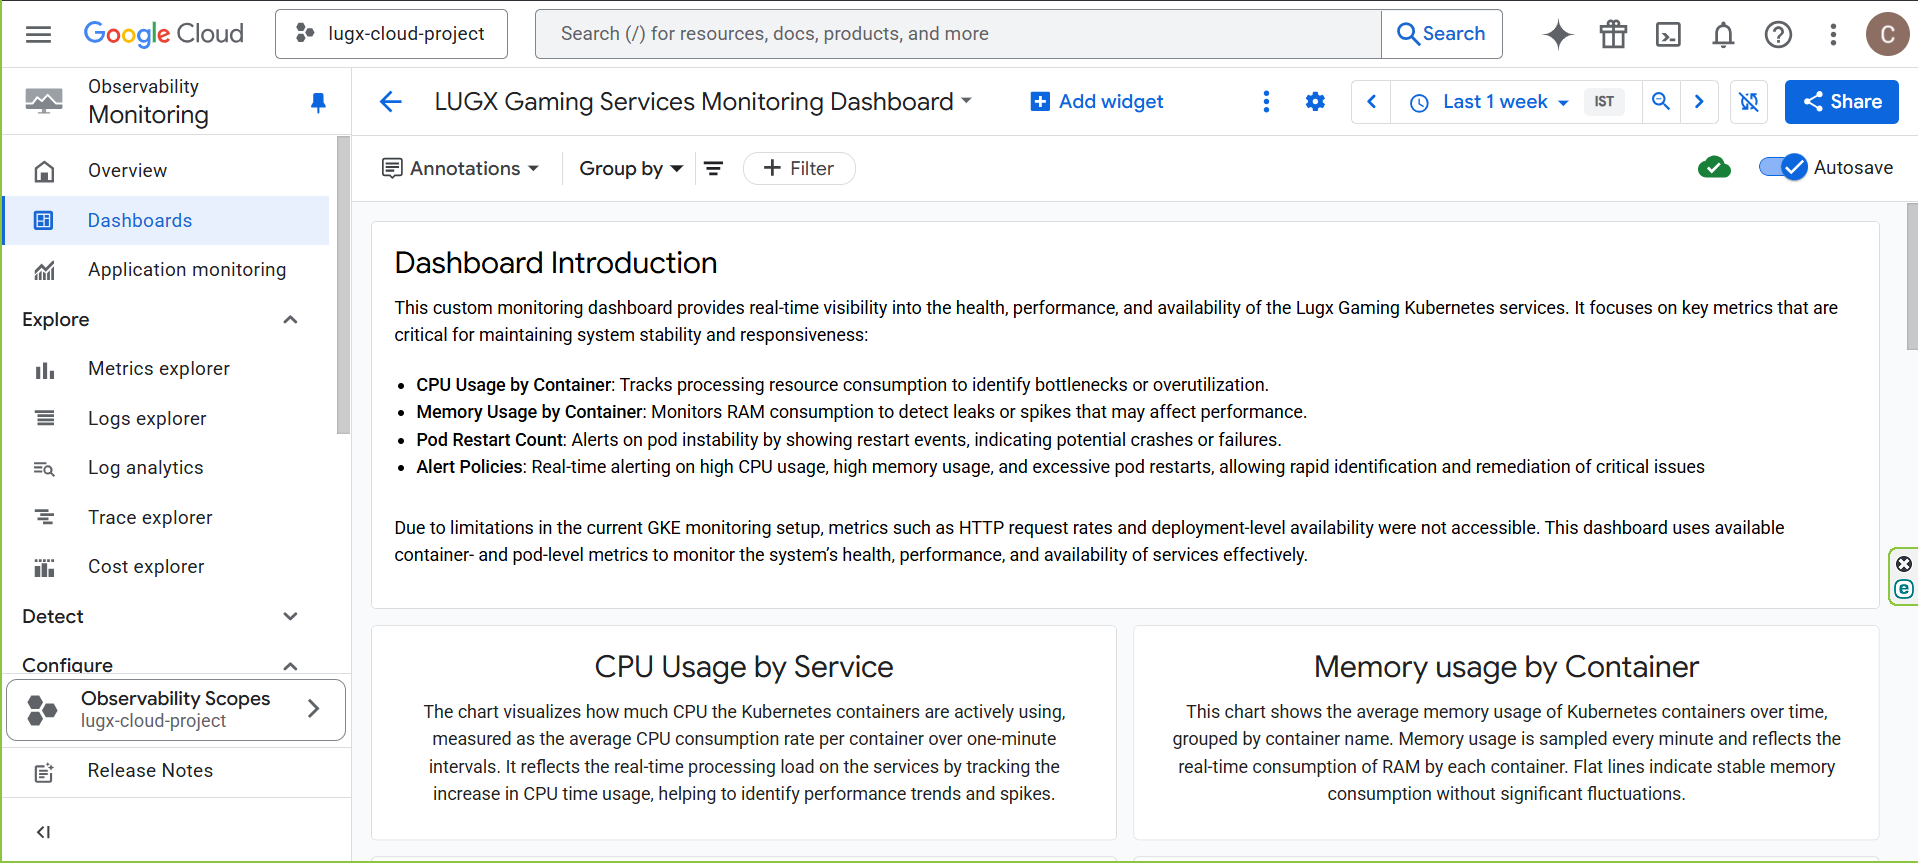 Google Cloud
lugx-cloud-project
Search (/) for resources, docs, products, and more
Search
C
Observability
Monitoring
LUGX Gaming Services Monitoring Dashboard
Add widget
Last 1 week
IST
Share
Overview
Dashboards
Application monitoring
Explore
Metrics explorer
Logs explorer
Log analytics
Trace explorer
Cost explorer
Detect
Configure
Observability Scopes
lugx-cloud-project
Release Notes
Annotations
Group by
Filter
Autosave
Dashboard Introduction
This custom monitoring dashboard provides real-time visibility into the health, performance, and availability of the Lugx Gaming Kubernetes services. It focuses on key metrics that are
critical for maintaining system stability and responsiveness:
• CPU Usage by Container: Tracks processing resource consumption to identify bottlenecks or overutilization.
• Memory Usage by Container: Monitors RAM consumption to detect leaks or spikes that may affect performance.
• Pod Restart Count: Alerts on pod instability by showing restart events, indicating potential crashes or failures.
• Alert Policies: Real-time alerting on high CPU usage, high memory usage, and excessive pod restarts, allowing rapid identification and remediation of critical issues
Due to limitations in the current GKE monitoring setup, metrics such as HTTP request rates and deployment-level availability were not accessible. This dashboard uses available
container- and pod-level metrics to monitor the system's health, performance, and availability of services effectively.
CPU Usage by Service
The chart visualizes how much CPU the Kubernetes containers are actively using,
measured as the average CPU consumption rate per container over one-minute
intervals. It reflects the real-time processing load on the services by tracking the
increase in CPU time usage, helping to identify performance trends and spikes.
Memory usage by Container
This chart shows the average memory usage of Kubernetes containers over time,
grouped by container name. Memory usage is sampled every minute and reflects the
real-time consumption of RAM by each container. Flat lines indicate stable memory
consumption without significant fluctuations.